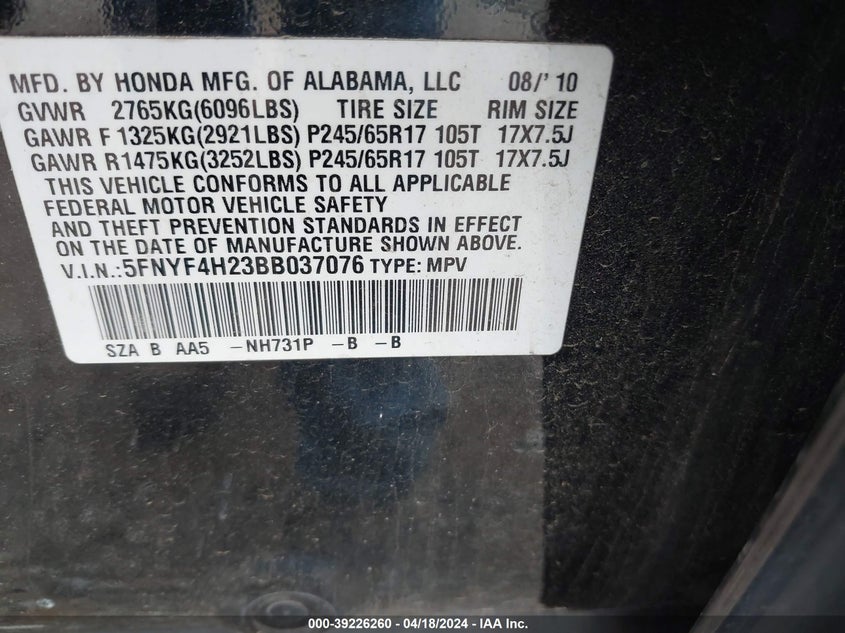 MFD. BY HONDA MFG. OF ALABAMA, LLC 08/'10
GVWR 2765KG(6096LBS) TIRE SIZE RIM SIZE
GAWR F 1325KG(2921LBS) P245/65R17 105T 17X7.5J
GAWR R1475KG(3252LBS) P245/65R17 105T 17X7.5J
THIS VEHICLE CONFORMS TO ALL APPLICABLE
FEDERAL MOTOR VEHICLE SAFETY
AND THEFT PREVENTION STANDARDS IN EFFECT
ON THE DATE OF MANUFACTURE SHOWN ABOVE.
V.I.N.:5FNYF4H23BB037076 TYPE: MPV
SZA B AA5 -NH731P -B -B
000-39226260 - 04/18/2024 - IAA Inc.